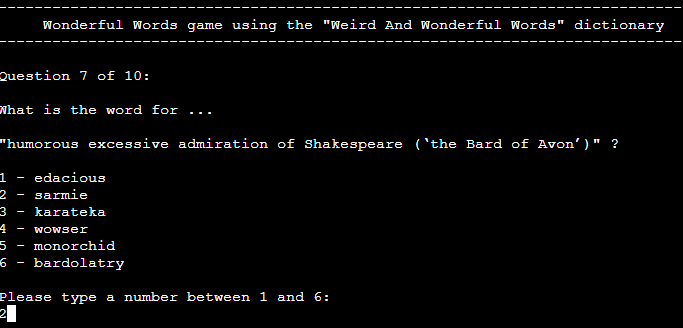 --------------------------------------------------------------------------------
Wonderful Words game using the "Weird And Wonderful Words" dictionary
--------------------------------------------------------------------------------
Question 7 of 10:
What is the word for ...
"humorous excessive admiration of Shakespeare (‛the Bard of Avon’)" ?
1 - edacious
2 - sarmie
3 - karateka
4 - wowser
5 - monorchid
6 - bardolatry
Please type a number between 1 and 6:
2